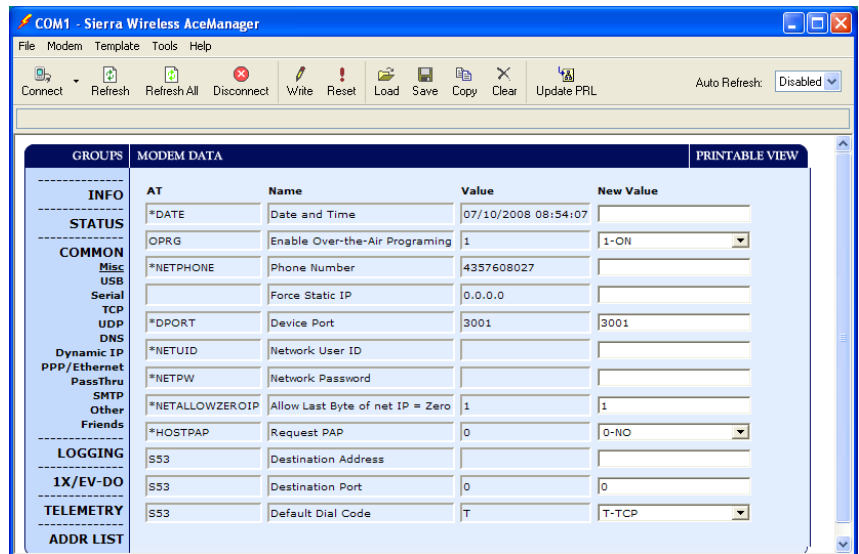 COM1 - Sierra Wireless AceManager
File Modem Template Tools Help
Connect Refresh Refresh All Disconnect Write Reset Load Save Copy Clear Update PRL Auto Refresh: Disabled
GROUPS MODEM DATA PRINTABLE VIEW
INFO
STATUS
COMMON
Misc
USB
Serial
TCP
UDP
DNS
Dynamic IP
PPP/Ethernet
PassThru
SMTP
Other
Friends
LOGGING
1X/EV-DO
TELEMETRY
ADDR LIST
AT Name Value New Value
*DATE Date and Time 07/10/2008 08:54:07
OPRG Enable Over-the-Air Programing 1 1-ON
*NETPHONE Phone Number 4357608027
Force Static IP 0.0.0.0
*DPORT Device Port 3001 3001
*NETUID Network User ID
*NETPW Network Password
*NETALLOWZEROIP Allow Last Byte of net IP = Zero 1 1
*HOSTPAP Request PAP 0 0-NO
S53 Destination Address
S53 Destination Port 0 0
S53 Default Dial Code T T-TCP